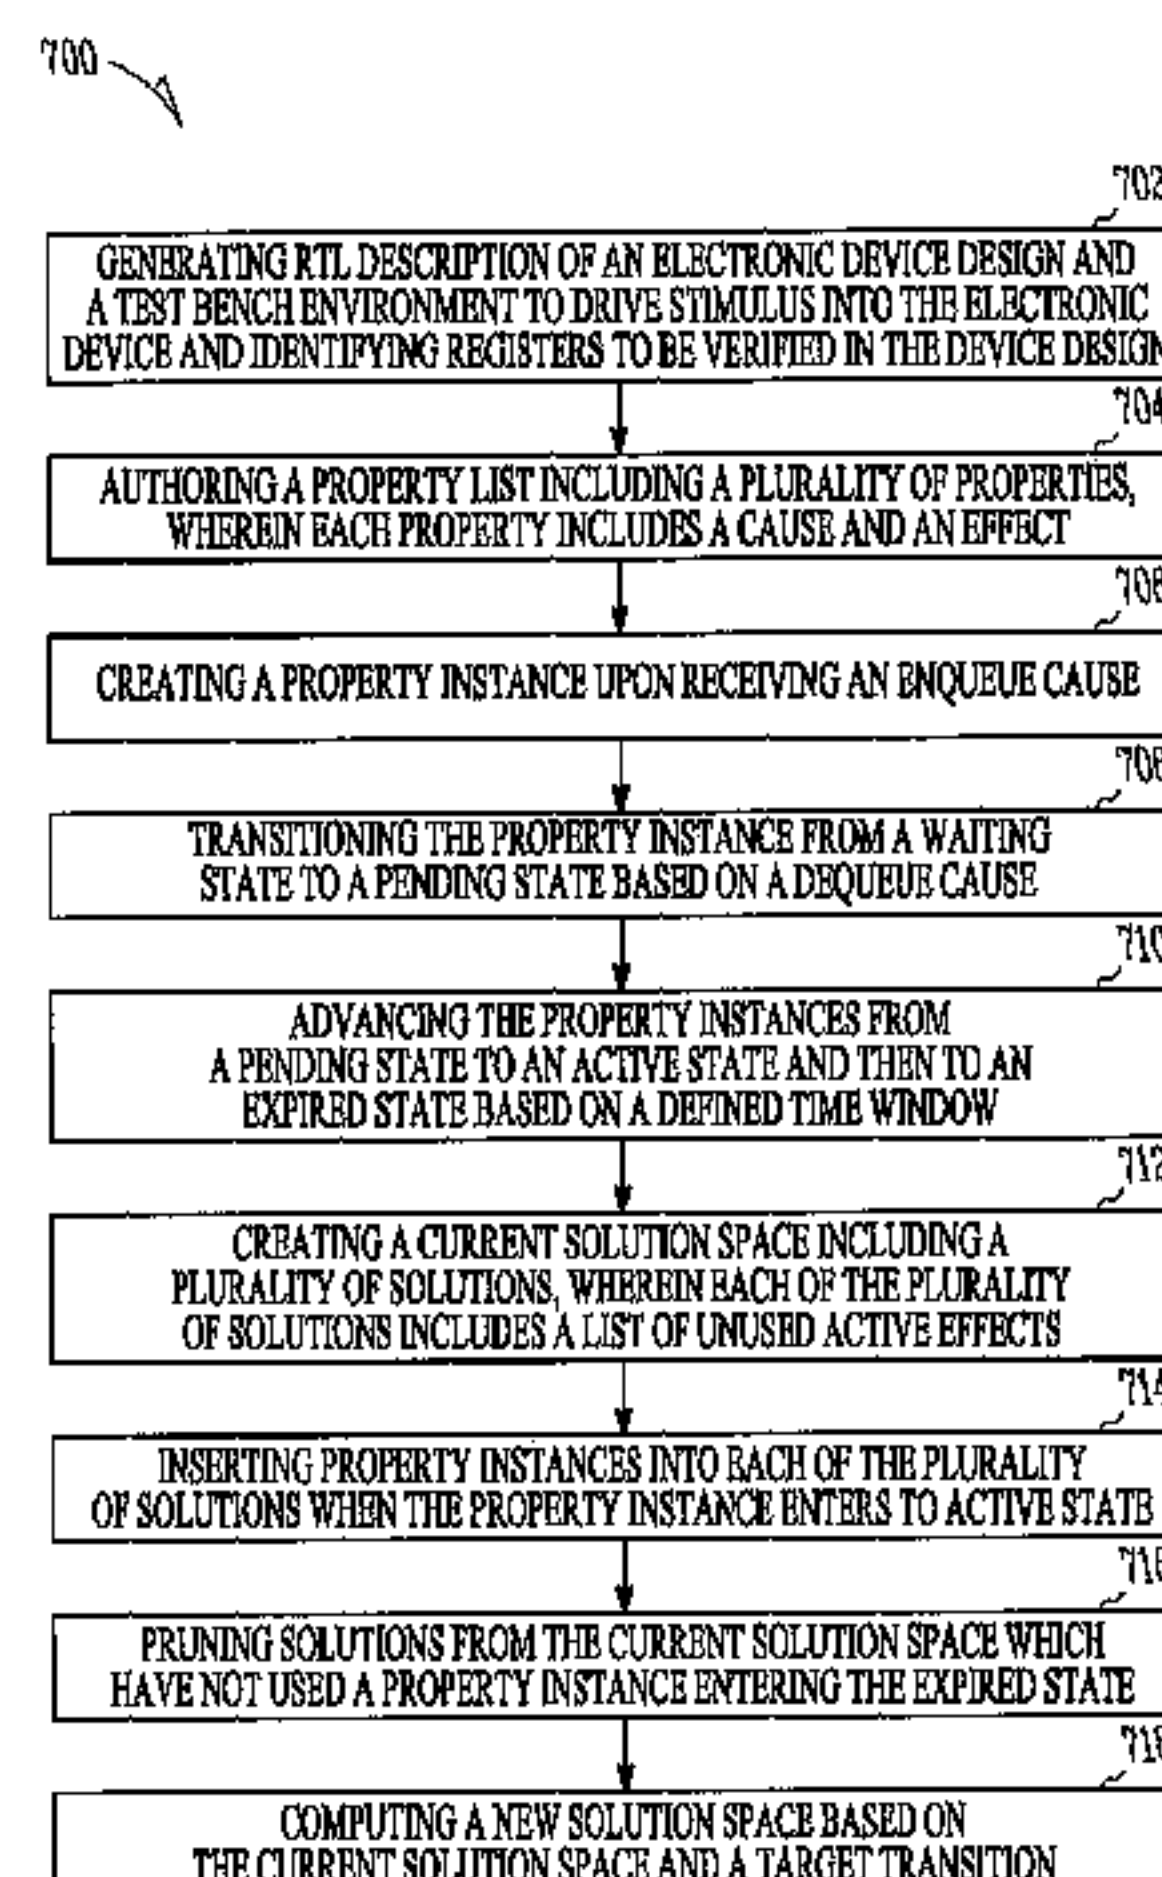 700
702
GENERATING RTL DESCRIPTION OF AN ELECTRONIC DEVICE DESIGN AND
A TEST BENCH ENVIRONMENT TO DRIVE STIMULUS INTO THE ELECTRONIC
DEVICE AND IDENTIFYING REGISTERS TO BE VERIFIED IN THE DEVICE DESIGN
704
AUTHORING A PROPERTY LIST INCLUDING A PLURALITY OF PROPERTIES,
WHEREIN EACH PROPERTY INCLUDES A CAUSE AND AN EFFECT
706
CREATING A PROPERTY INSTANCE UPON RECEIVING AN ENQUEUE CAUSE
708
TRANSITIONING THE PROPERTY INSTANCE FROM A WAITING
STATE TO A PENDING STATE BASED ON A DEQUEUE CAUSE
710
ADVANCING THE PROPERTY INSTANCES FROM
A PENDING STATE TO AN ACTIVE STATE AND THEN TO AN
EXPIRED STATE BASED ON A DEFINED TIME WINDOW
712
CREATING A CURRENT SOLUTION SPACE INCLUDING A
PLURALITY OF SOLUTIONS, WHEREIN EACH OF THE PLURALITY
OF SOLUTIONS INCLUDES A LIST OF UNUSED ACTIVE EFFECTS
714
INSERTING PROPERTY INSTANCES INTO EACH OF THE PLURALITY
OF SOLUTIONS WHEN THE PROPERTY INSTANCE ENTERS TO ACTIVE STATE
716
PRUNING SOLUTIONS FROM THE CURRENT SOLUTION SPACE WHICH
HAVE NOT USED A PROPERTY INSTANCE ENTERING THE EXPIRED STATE
718
COMPUTING A NEW SOLUTION SPACE BASED ON
THE CURRENT SOLUTION SPACE AND A TARGET TRANSITION